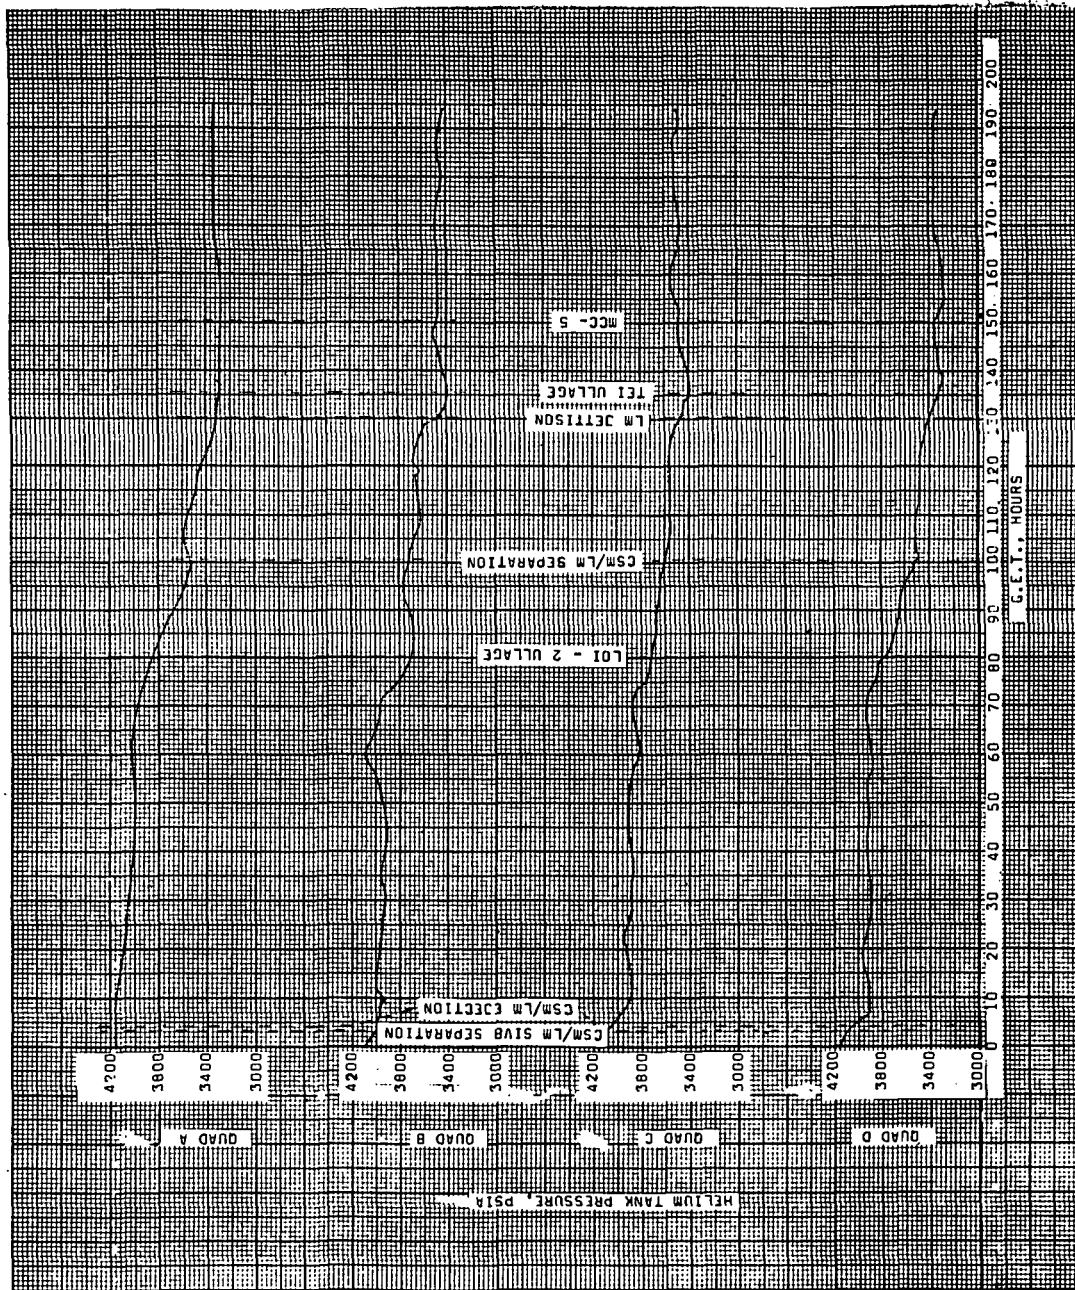 HELIUM TANK PRESSURE, PSIA
QUAD A
4200
3800
3400
3000
QUAD B
4200
3800
3400
3000
QUAD C
4200
3800
3400
3000
QUAD D
4200
3800
3400
3000
CSM/LM SIVB SEPARATION
CSM/LM EJECTION
LOI - 2 ULLAGE
CSM/LM SEPARATION
LM JETTISON
TEI ULLAGE
MCC- 5
0 10 20 30 40 50 60 70 80 90 100 110 120 130 140 150 160 170 180 190 200
G.E.T., HOURS